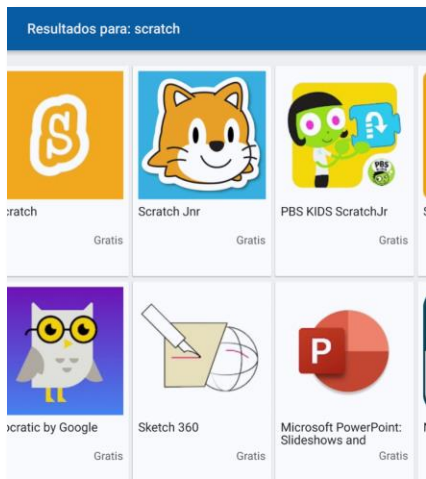 Resultados para: scratch
S
PBS
ratch
Scratch Jnr
PBS KIDS ScratchJr
Gratis
Gratis
Gratis
P
ocratic by Google
Sketch 360
Microsoft PowerPoint:
Slideshows and
Gratis
Gratis
Gratis